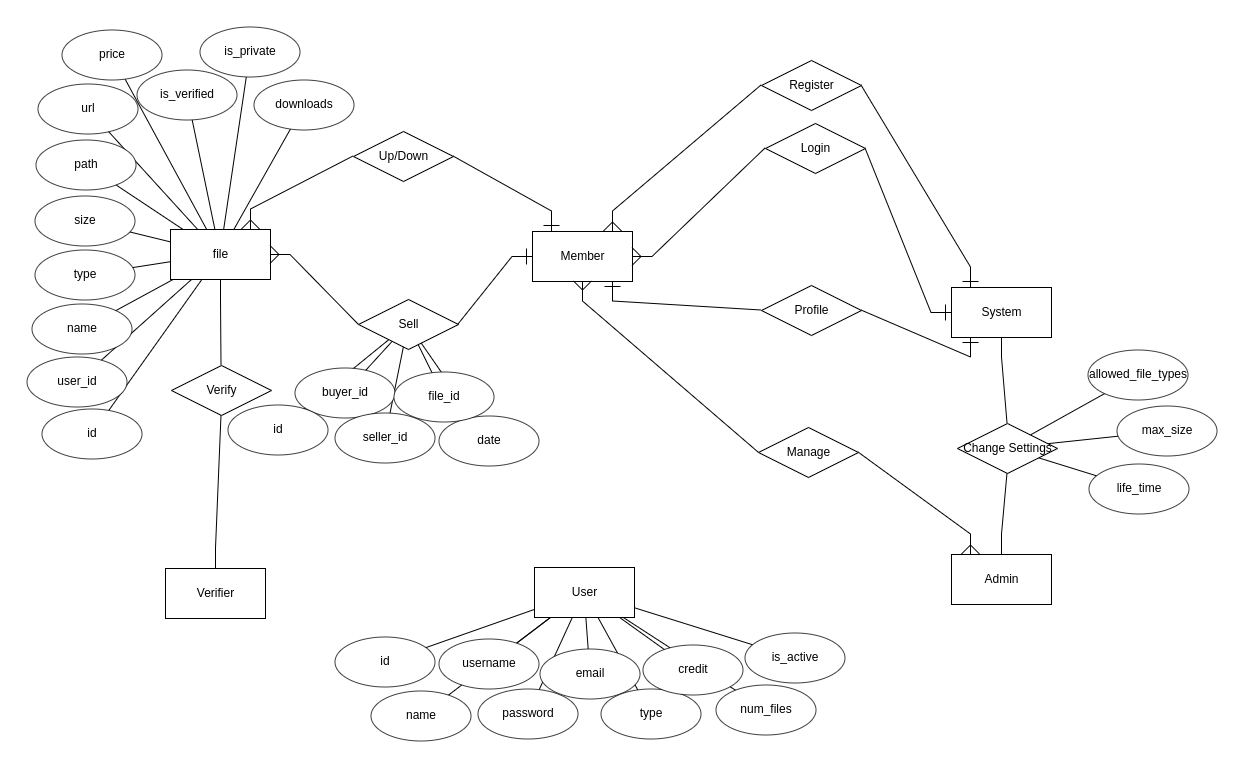 price
is_private
is_verified
downloads
url
path
size
type
name
user_id
id
file
Up/Down
Member
Register
Login
System
Profile
Sell
buyer_id
file_id
id
seller_id
date
Verify
Manage
Change Settings
allowed_file_types
max_size
life_time
Verifier
User
Admin
id
username
email
credit
is_active
name
password
type
num_files